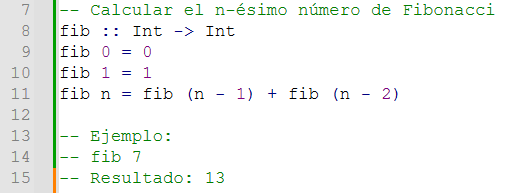 7 -- Calcular el n-ésimo número de Fibonacci
8 fib :: Int -> Int
9 fib 0 = 0
10 fib 1 = 1
11 fib n = fib (n - 1) + fib (n - 2)
12
13 -- Ejemplo:
14 -- fib 7
15 -- Resultado: 13